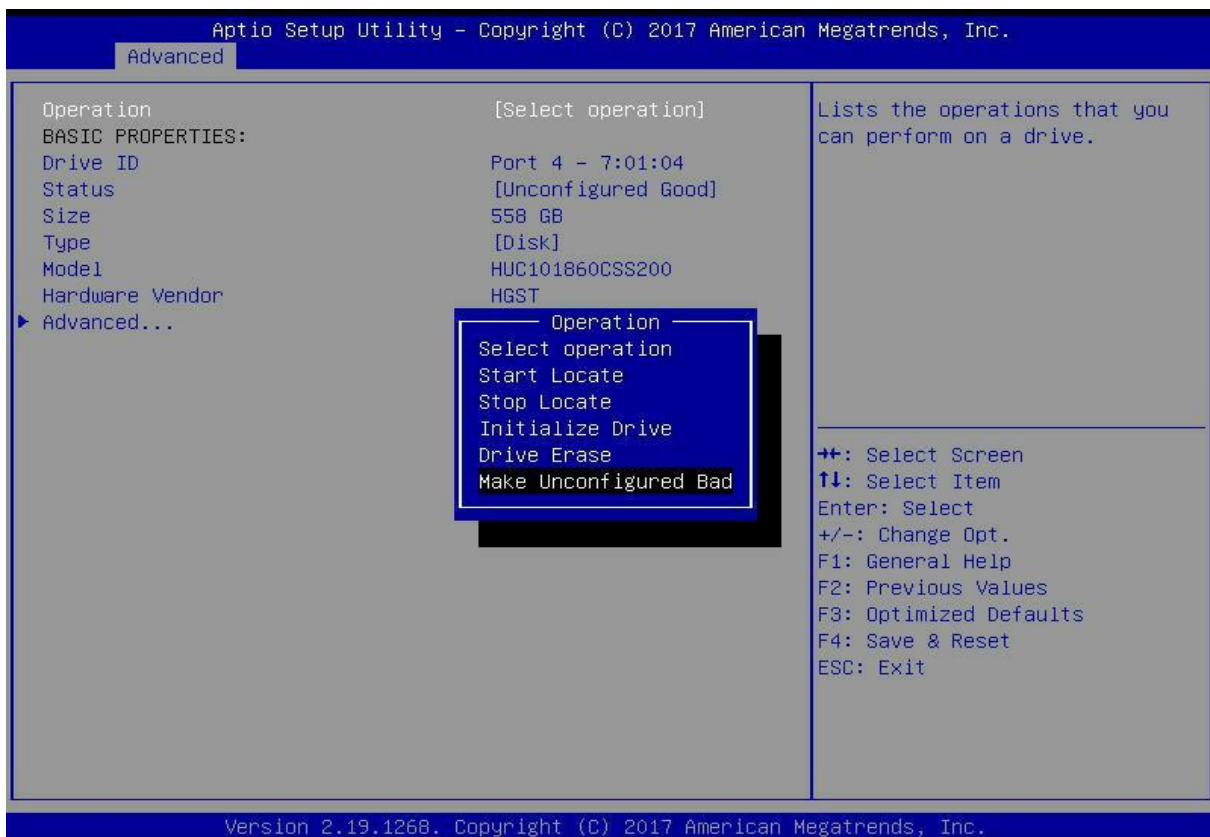 Aptio Setup Utility – Copyright (C) 2017 American Megatrends, Inc.
Advanced
Operation [Select operation]
BASIC PROPERTIES:
Drive ID Port 4 – 7:01:04
Status [Unconfigured Good]
Size 558 GB
Type [Disk]
Model HUC101860CSS200
Hardware Vendor HGST
Advanced...
Operation
Select operation
Start Locate
Stop Locate
Initialize Drive
Drive Erase
Make Unconfigured Bad
Lists the operations that you
can perform on a drive.
→←: Select Screen
↑↓: Select Item
Enter: Select
+/-: Change Opt.
F1: General Help
F2: Previous Values
F3: Optimized Defaults
F4: Save & Reset
ESC: Exit
Version 2.19.1268. Copyright (C) 2017 American Megatrends, Inc.